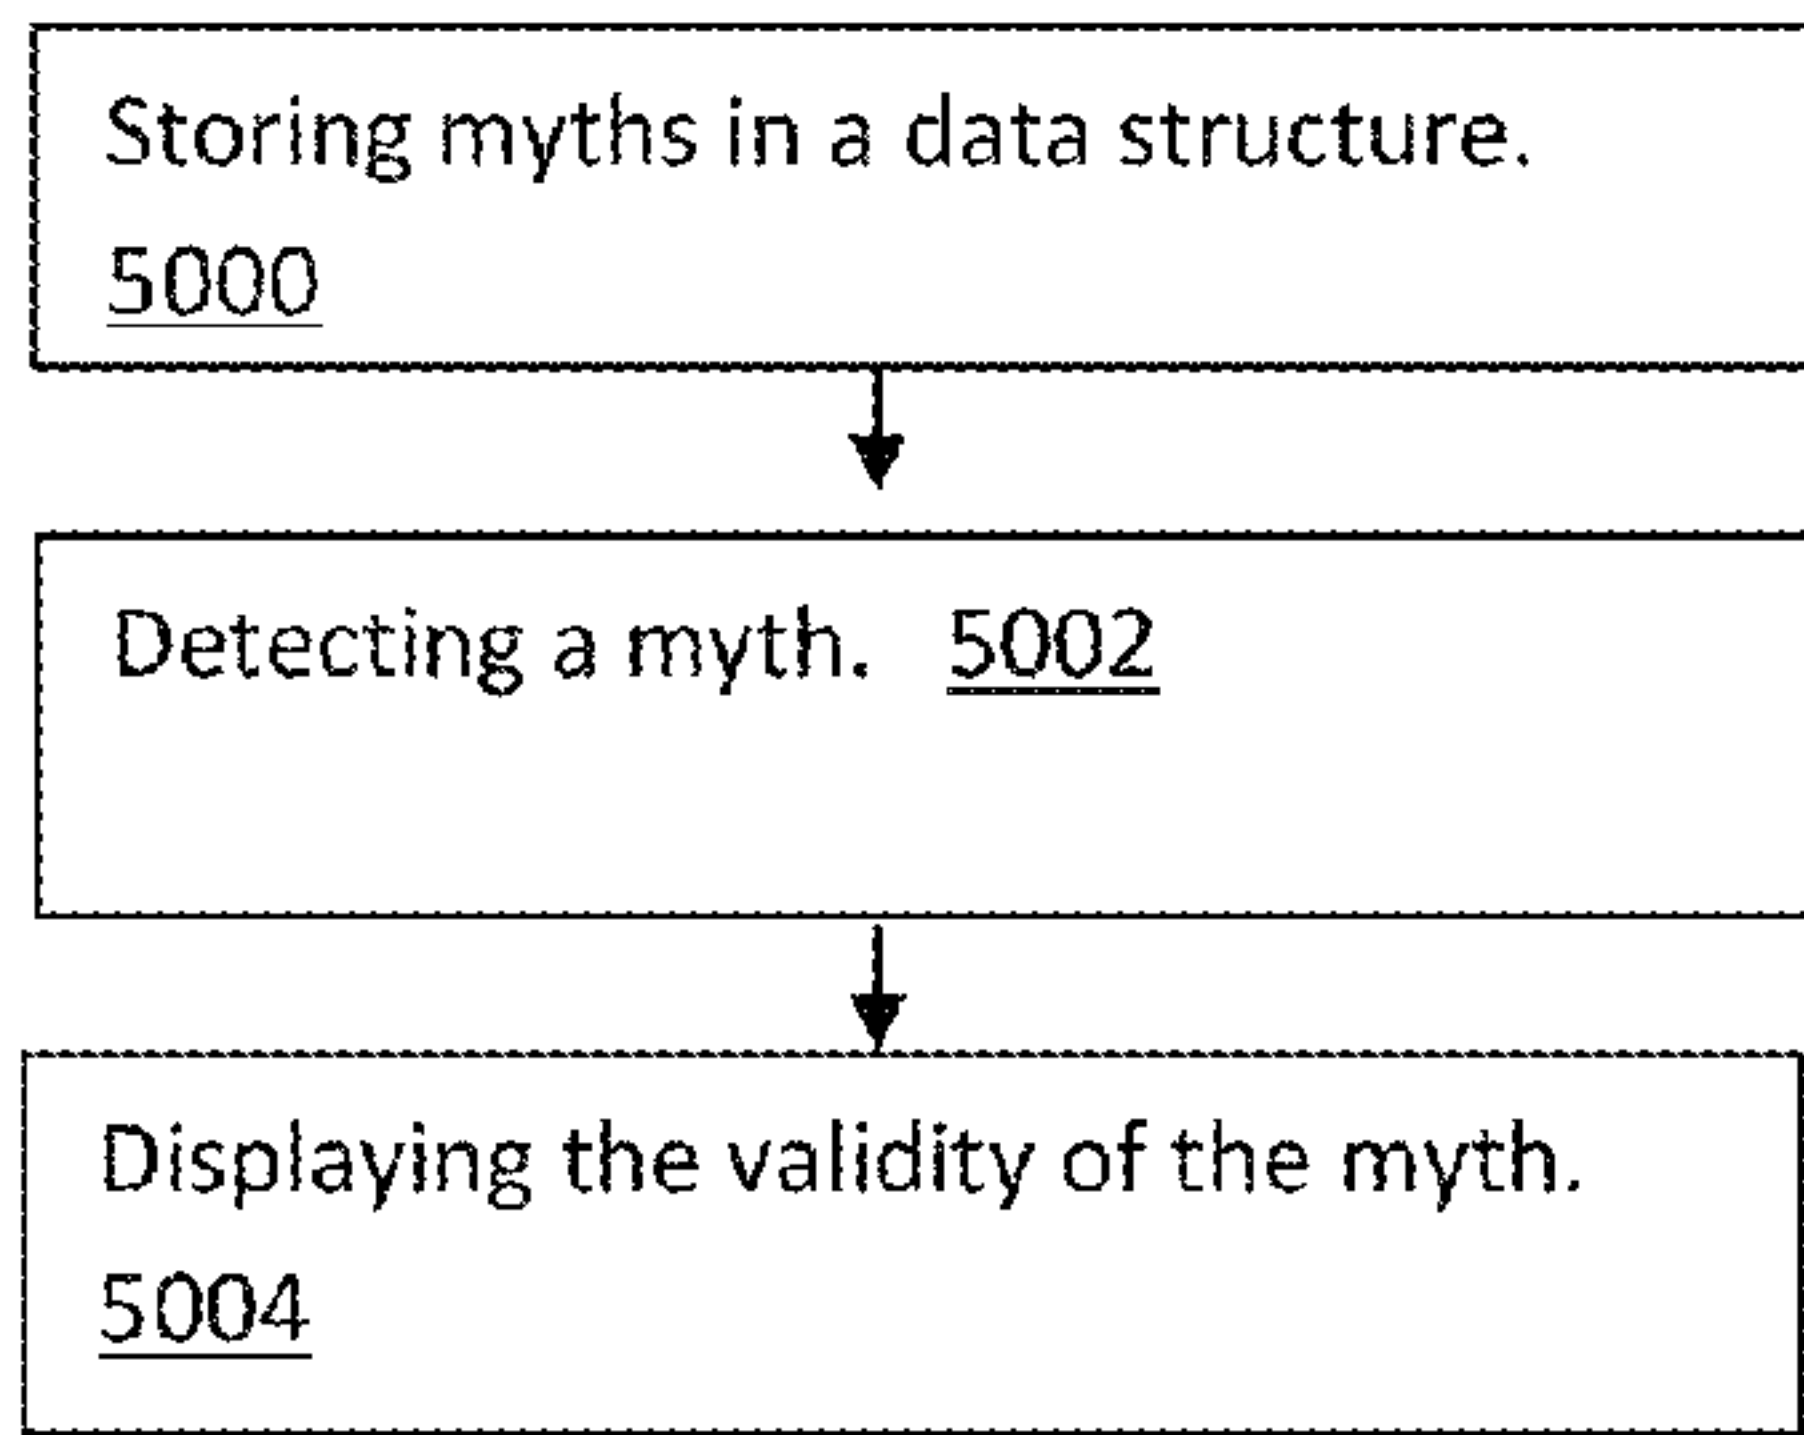 Storing myths in a data structure.
5000
Detecting a myth. 5002
Displaying the validity of the myth.
5004